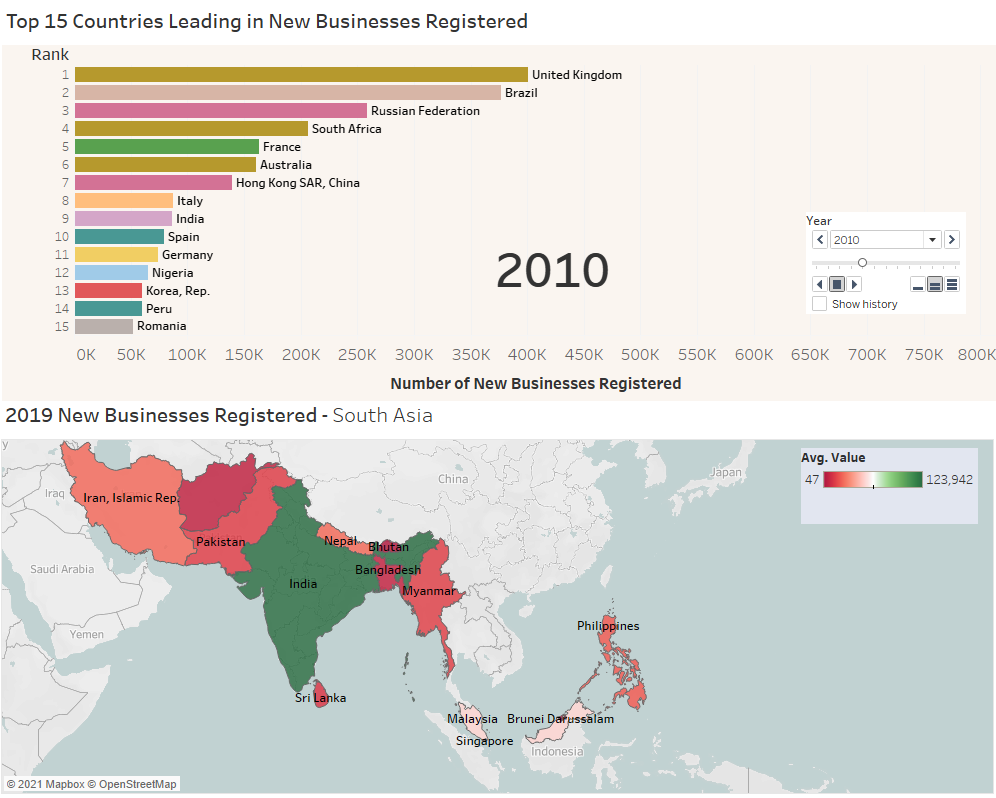 Top 15 Countries Leading in New Businesses Registered
Rank
1 United Kingdom
2 Brazil
3 Russian Federation
4 South Africa
5 France
6 Australia
7 Hong Kong SAR, China
8 Italy
9 India
10 Spain
11 Germany
12 Nigeria
13 Korea, Rep.
14 Peru
15 Romania
2010
Year
2010
Show history
0K 50K 100K 150K 200K 250K 300K 350K 400K 450K 500K 550K 600K 650K 700K 750K 800K
Number of New Businesses Registered
2019 New Businesses Registered - South Asia
Avg. Value
47 123,942
y
Japan
China
Iraq
Iran, Islamic Rep.
Pakistan
Nepal
Bhutan
Saudi Arabia
Bangladesh
India
Myanmar
Yemen
Philippines
Sri Lanka
Malaysia
Brunei Darussalam
Singapore
Indonesia
© 2021 Mapbox © OpenStreetMap